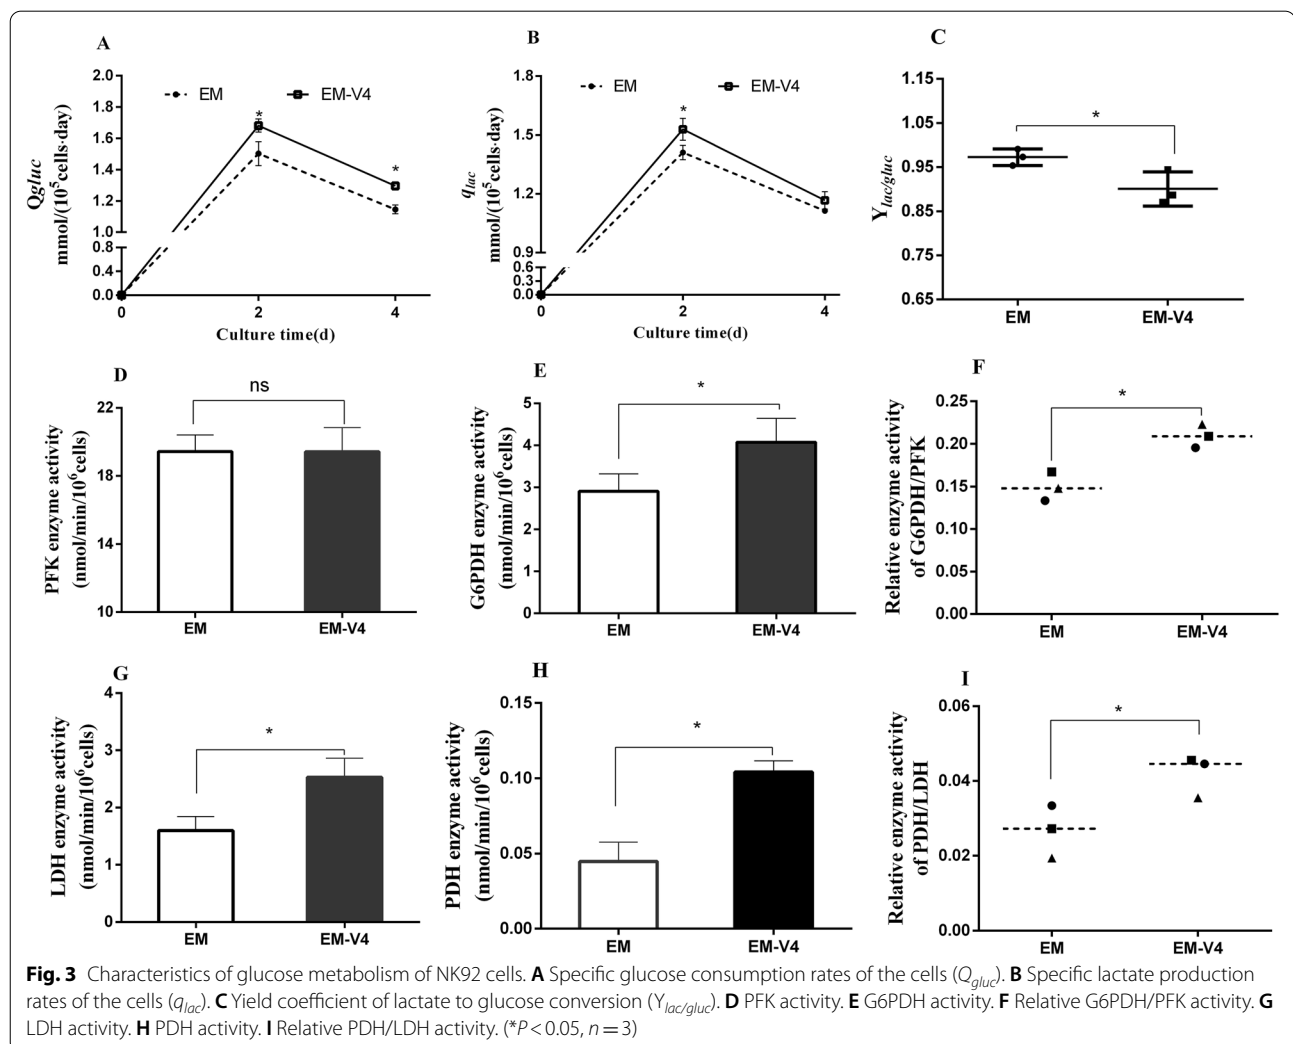 A
Qgluc
mmol/(10⁵cells·day)
2.0
1.8
1.6
1.4
1.2
1.0
0.8
0.4
0.0
EM
EM-V4
*
*
0
2
4
Culture time(d)
B
qlac
mmol/(10⁵cells·day)
1.8
1.5
1.2
0.9
0.6
0.3
0.0
EM
EM-V4
*
0
2
4
Culture time(d)
C
Ylac/gluc
1.15
1.05
0.95
0.85
0.75
0.65
*
EM
EM-V4
D
PFK enzyme activity
(nmol/min/10⁶cells)
22
18
14
10
ns
EM
EM-V4
E
G6PDH enzyme activity
(nmol/min/10⁶cells)
5
4
3
2
1
0
*
EM
EM-V4
F
Relative enzyme activity
of G6PDH/PFK
0.25
0.20
0.15
0.10
0.05
0.00
*
EM
EM-V4
G
LDH enzyme activity
(nmol/min/10⁶cells)
4
3
2
1
0
*
EM
EM-V4
H
PDH enzyme activity
(nmol/min/10⁶cells)
0.15
0.10
0.05
0.00
*
EM
EM-V4
I
Relative enzyme activity
of PDH/LDH
0.06
0.04
0.02
0.00
*
EM
EM-V4
Fig. 3 Characteristics of glucose metabolism of NK92 cells. A Specific glucose consumption rates of the cells (Qgluc). B Specific lactate production
rates of the cells (qlac). C Yield coefficient of lactate to glucose conversion (Ylac/gluc). D PFK activity. E G6PDH activity. F Relative G6PDH/PFK activity. G
LDH activity. H PDH activity. I Relative PDH/LDH activity. (*P < 0.05, n = 3)